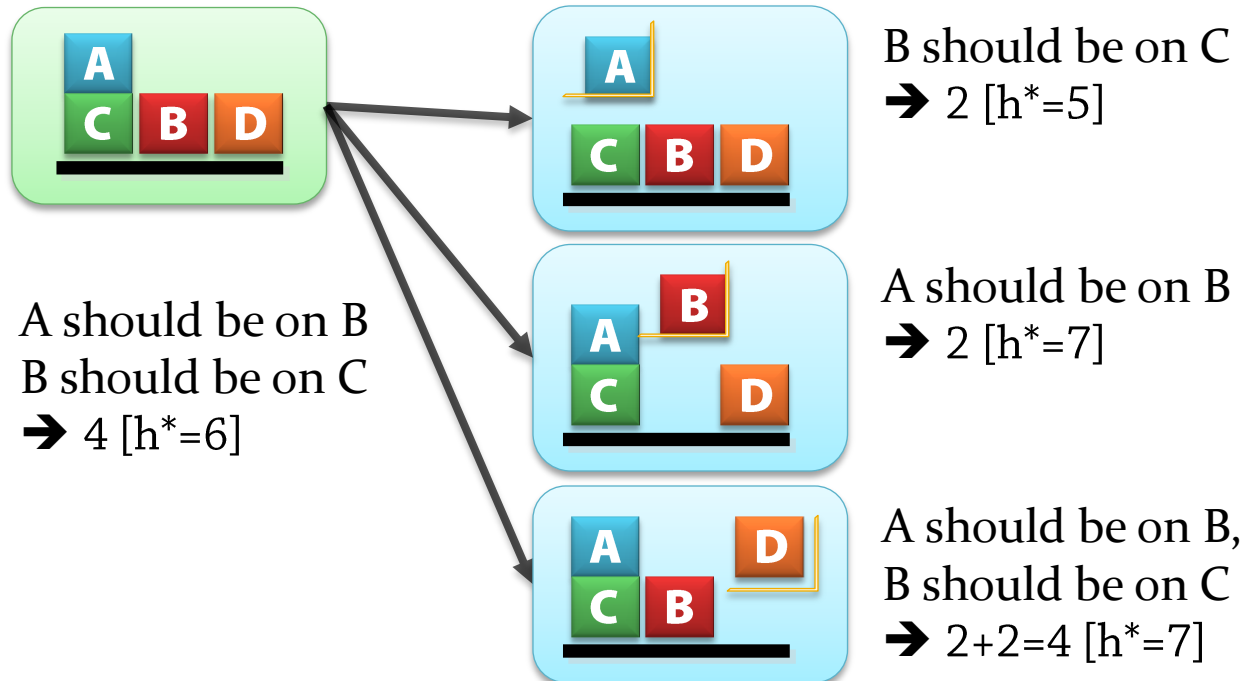 A
C B D
A should be on B
B should be on C
➔ 4 [h*=6]
A
C B D
B should be on C
➔ 2 [h*=5]
B
A
C D
A should be on B
➔ 2 [h*=7]
A D
C B
A should be on B,
B should be on C
➔ 2+2=4 [h*=7]